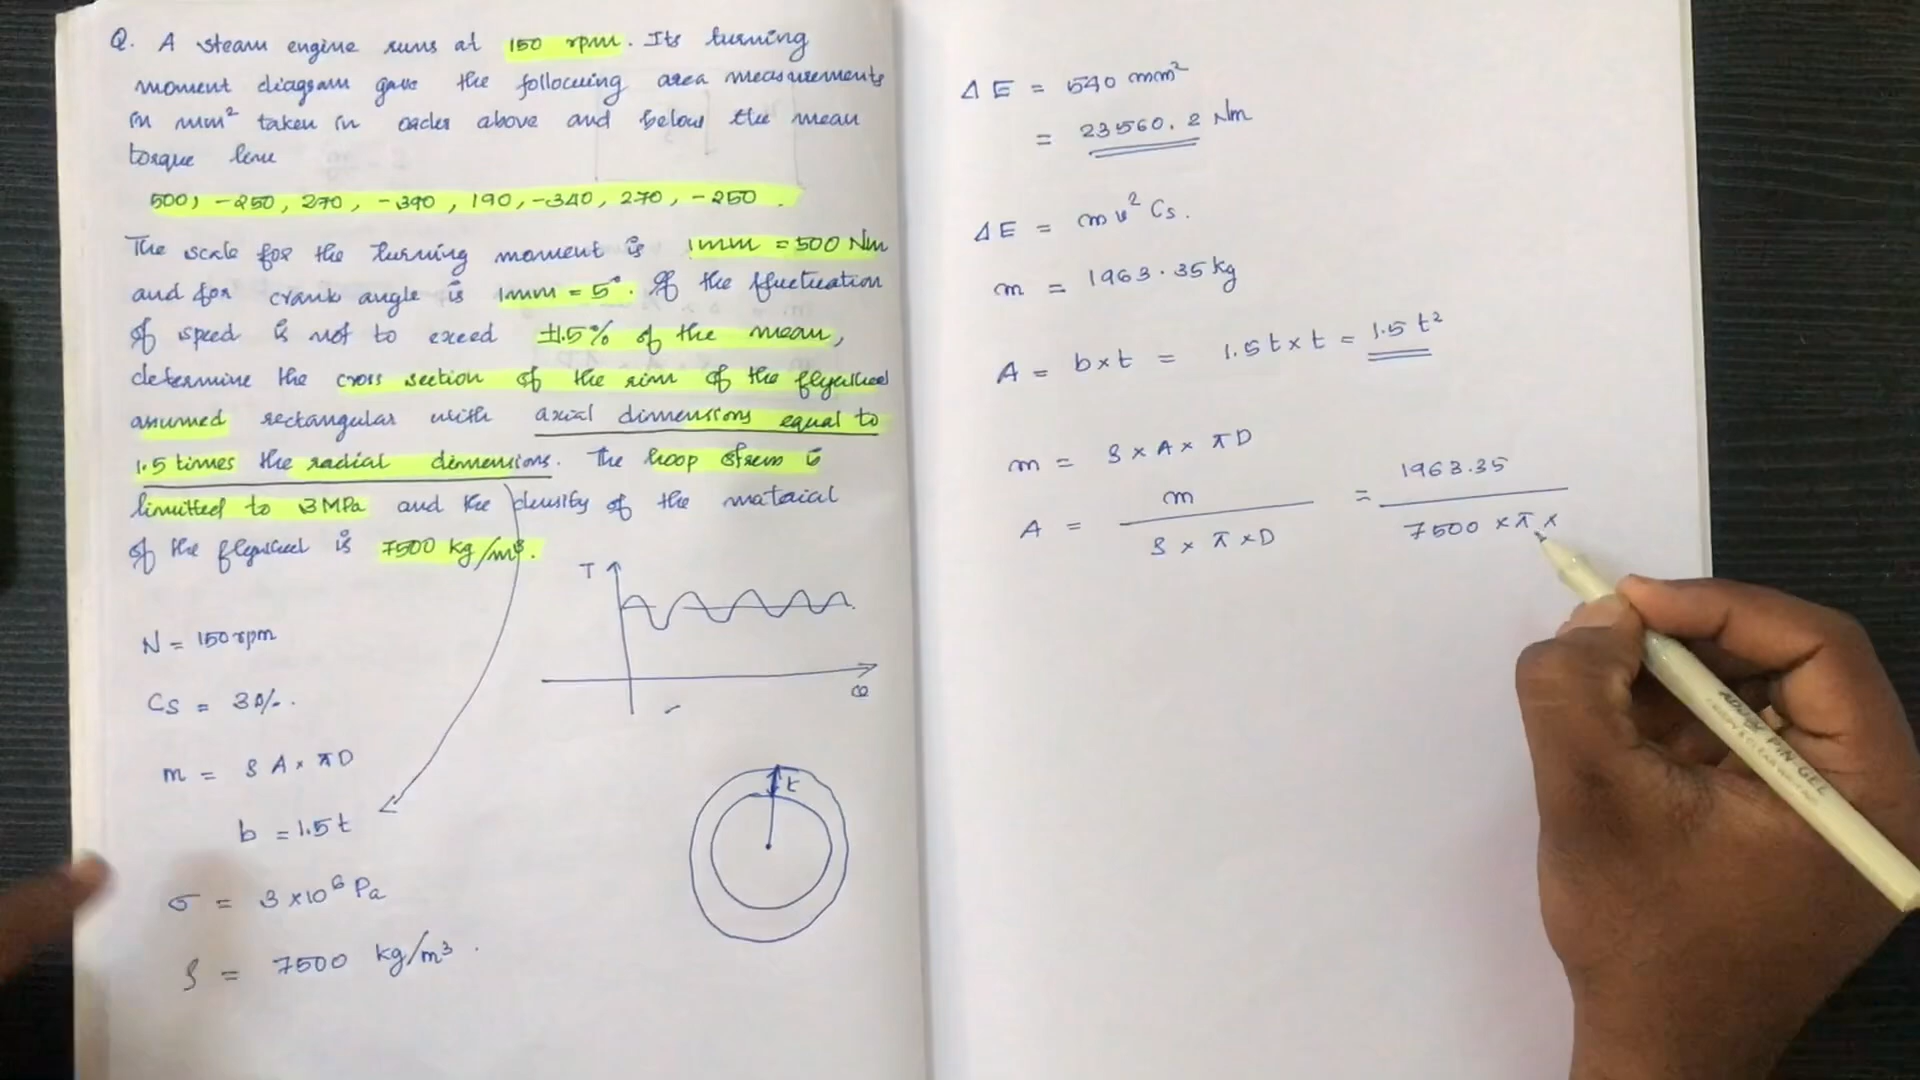 Q. A steam engine runs at 150 rpm. Its turning
moment diagram gave the following area measurements
in mm² taken in order above and below the mean
torque line
500, -250, 270, -390, 190, -340, 270, -250.
The scale for the turning moment is 1mm = 500 Nm
and for crank angle is 1mm = 5°. If the fluctuation
of speed is not to exeed ±1.5% of the mean,
determine the cross section of the rim of the flywheel
assumed rectangular with axial dimensions equal to
1.5 times the radial dimensions. The hoop stress is
limitted to 3MPa and the density of the mataical
of the flywheel is 7500 kg/m³.
T
θ
N = 150 rpm
Cs = 3%.
m = ρ A × πD
b = 1.5t
t
σ = 3 ×10⁶ Pa
ρ = 7500 kg/m³.
Δ E = 540 mm²
= 23560.2 Nm
Δ E = m v² Cs.
m = 1963.35 kg
A = b × t = 1.5 t × t = 1.5 t²
m = ρ × A × πD
A = m / ρ × π × D = 1963.35 / 7500 × π ×
PIN-GEL